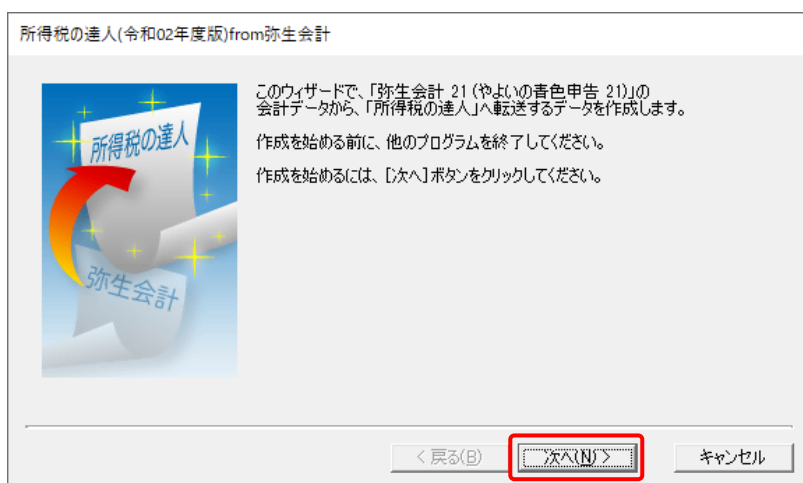 所得税の達人(令和02年度版)from弥生会計
所得税の達人
弥生会計
このウィザードで、「弥生会計 21 (やよいの青色申告 21)」の
会計データから、「所得税の達人」へ転送するデータを作成します。
作成を始める前に、他のプログラムを終了してください。
作成を始めるには、[次へ]ボタンをクリックしてください。
< 戻る(B)
次へ(N) >
キャンセル